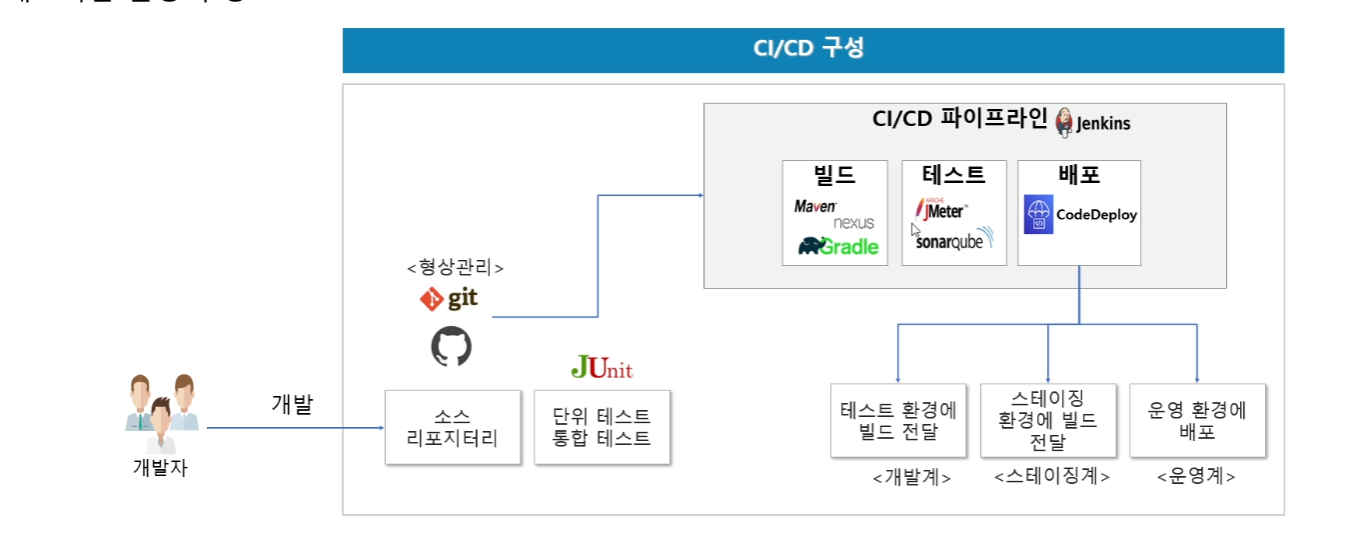 CI/CD 구성
CI/CD 파이프라인 Jenkins
빌드
Maven
nexus
Gradle
테스트
APACHE
JMeter™
sonarqube
배포
CodeDeploy
<형상관리>
git
JUnit
개발
개발자
소스
리포지터리
단위 테스트
통합 테스트
테스트 환경에
빌드 전달
<개발계>
스테이징
환경에 빌드
전달
<스테이징계>
운영 환경에
배포
<운영계>